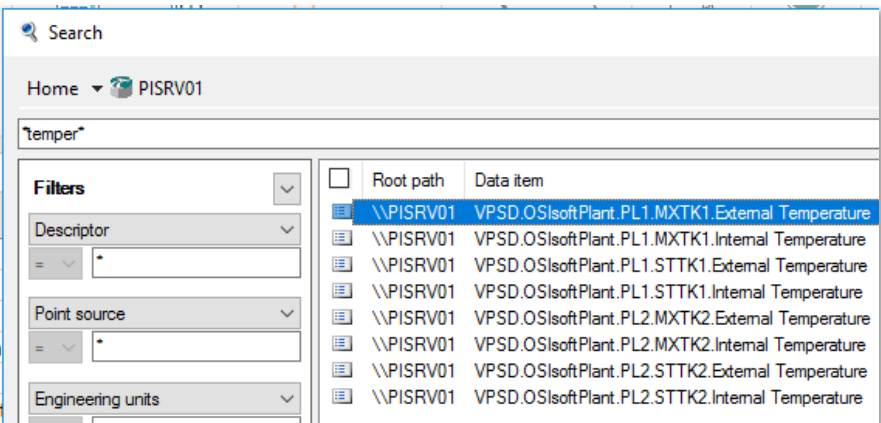 Search
Home PISRV01
*temper*
Filters
Descriptor
= *
Point source
= *
Engineering units
Root path Data item
\\PISRV01 VPSD.OSIsoftPlant.PL1.MXTK1.External Temperature
\\PISRV01 VPSD.OSIsoftPlant.PL1.MXTK1.Internal Temperature
\\PISRV01 VPSD.OSIsoftPlant.PL1.STTK1.External Temperature
\\PISRV01 VPSD.OSIsoftPlant.PL1.STTK1.Internal Temperature
\\PISRV01 VPSD.OSIsoftPlant.PL2.MXTK2.External Temperature
\\PISRV01 VPSD.OSIsoftPlant.PL2.MXTK2.Internal Temperature
\\PISRV01 VPSD.OSIsoftPlant.PL2.STTK2.External Temperature
\\PISRV01 VPSD.OSIsoftPlant.PL2.STTK2.Internal Temperature